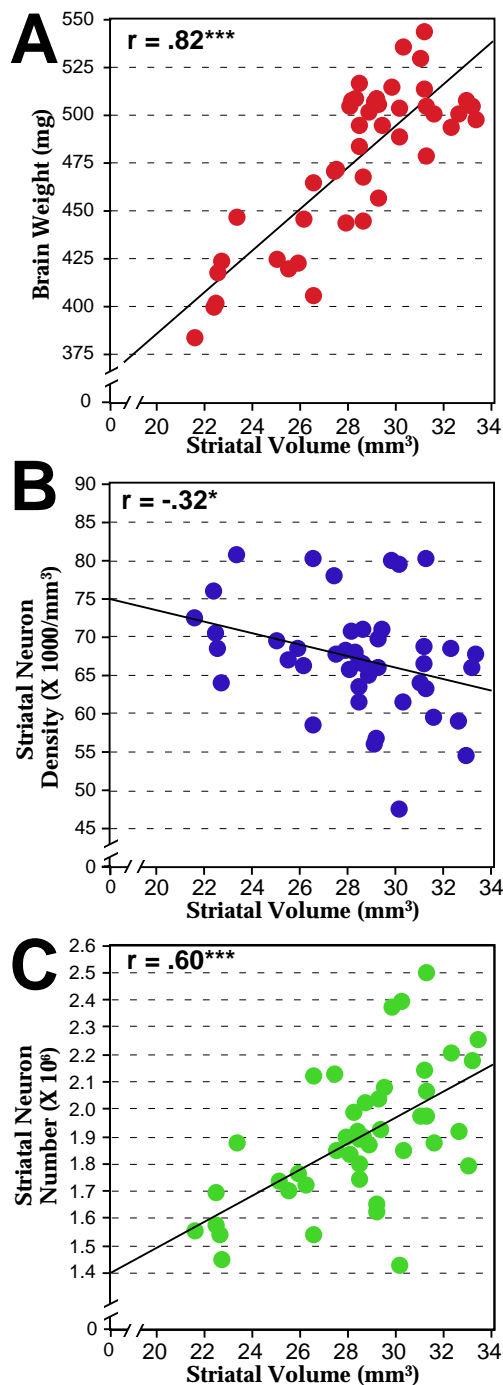 A
r = .82***
550
525
500
475
450
425
400
375
0
Brain Weight (mg)
0 20 22 24 26 28 30 32 34
Striatal Volume (mm³)
B
r = -.32*
90
85
80
75
70
65
60
55
50
45
0
Striatal Neuron
Density (X 1000/mm³)
0 20 22 24 26 28 30 32 34
Striatal Volume (mm³)
C
r = .60***
2.6
2.5
2.4
2.3
2.2
2.1
2.0
1.9
1.8
1.7
1.6
1.5
1.4
0
Striatal Neuron
Number (X 10⁶)
0 20 22 24 26 28 30 32 34
Striatal Volume (mm³)